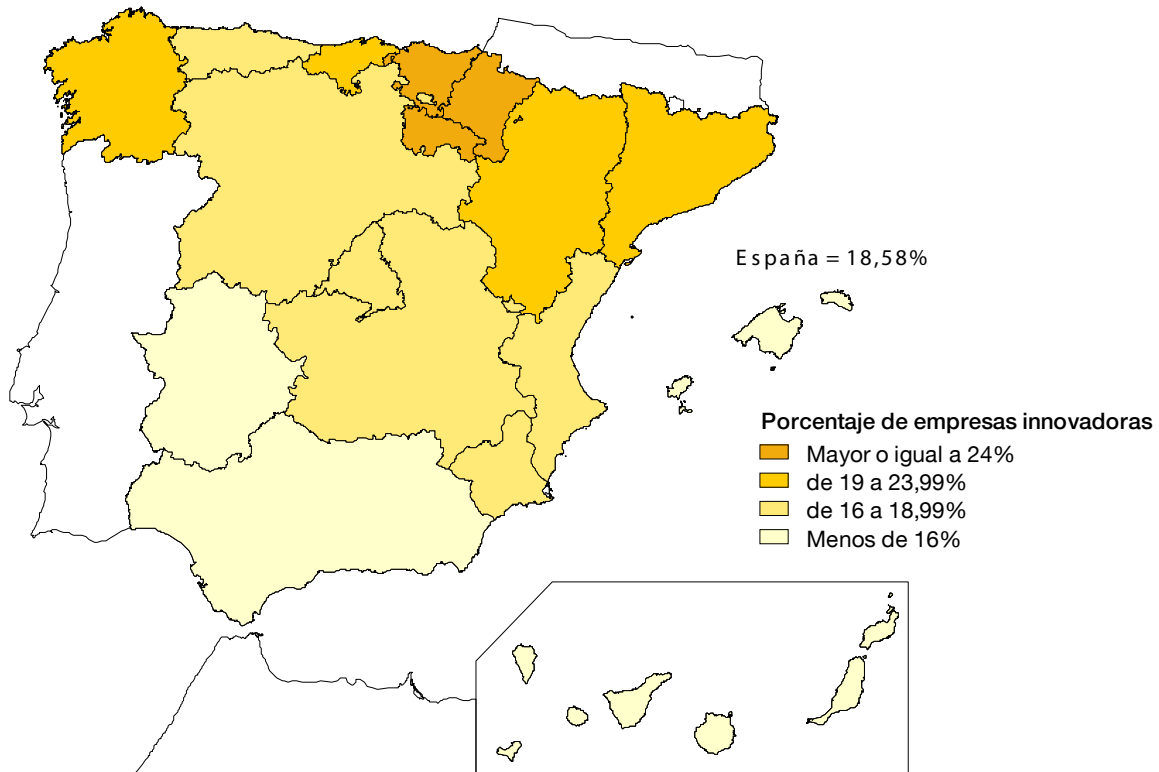 España = 18,58%
Porcentaje de empresas innovadoras
Mayor o igual a 24%
de 19 a 23,99%
de 16 a 18,99%
Menos de 16%